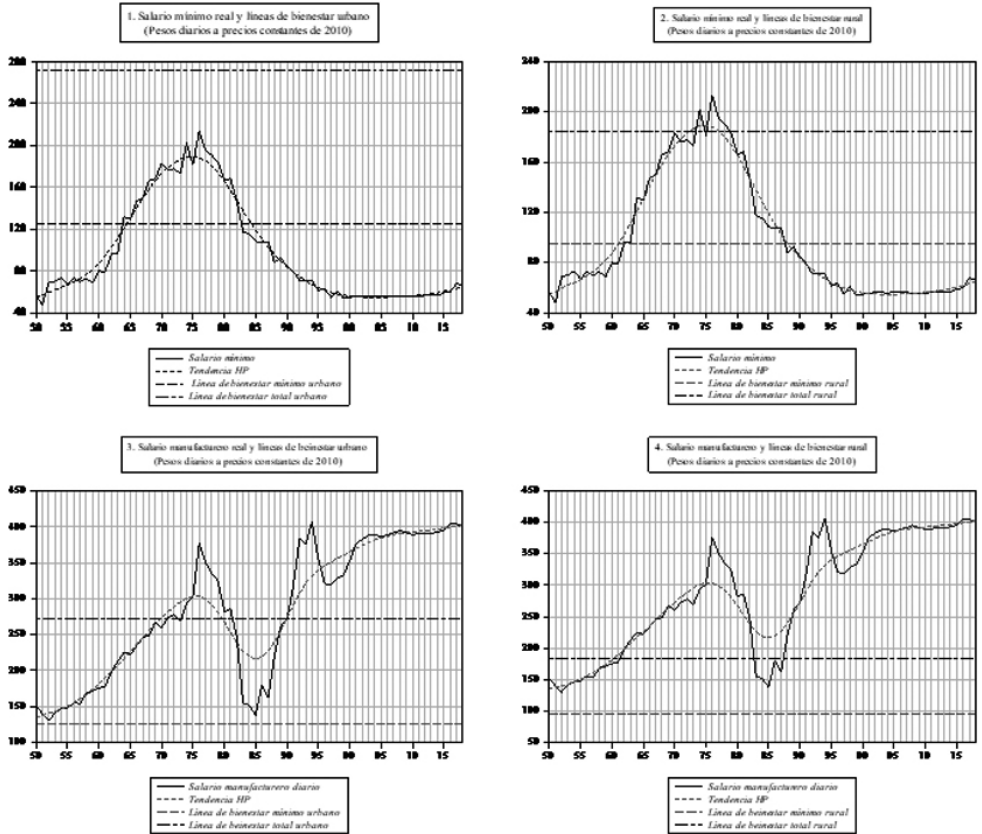 1. Salario mínimo real y líneas de bienestar urbano
(Pesos diarios a precios constantes de 2010)
280
240
200
160
120
80
40
50 55 60 65 70 75 80 85 90 95 00 05 10 15
Salario mínimo
Tendencia HP
Línea de bienestar mínimo urbano
Línea de bienestar total urbano
2. Salario mínimo real y líneas de bienestar rural
(Pesos diarios a precios constantes de 2010)
240
200
160
120
80
40
50 55 60 65 70 75 80 85 90 95 00 05 10 15
Salario mínimo
Tendencia HP
Línea de bienestar mínimo rural
Línea de bienestar total rural
3. Salario manufacturero real y líneas de beinestar urbano
(Pesos diarios a precios constantes de 2010)
450
400
350
300
250
200
150
100
50 55 60 65 70 75 80 85 90 95 00 05 10 15
Salario manufacturero diario
Tendencia HP
Línea de bienestar mínimo urbano
Línea de beinestar total urbano
4. Salario manufacturero y líneas de bienestar rural
(Pesos diarios a precios constantes de 2010)
450
400
350
300
250
200
150
100
50
50 55 60 65 70 75 80 85 90 95 00 05 10 15
Salario manufacturero diario
Tendencia HP
Línea de bienestar mínimo rural
Línea de beinestar total rural